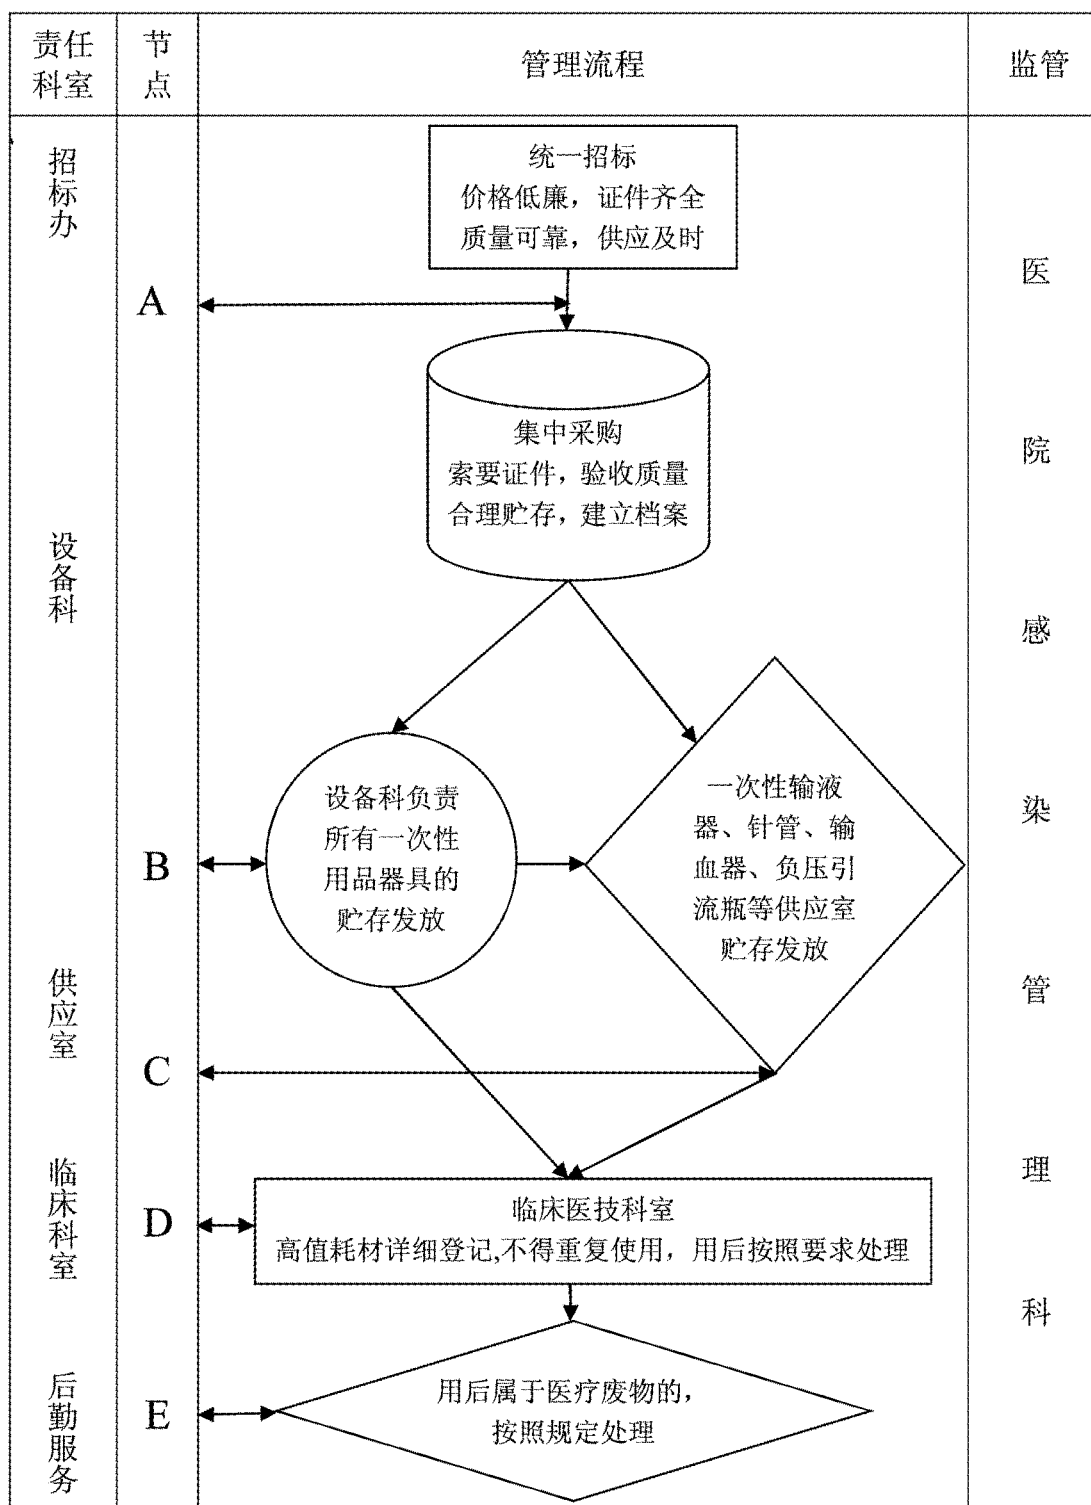 责任
科室
节
点
管理流程
监管
招标办
统一招标
价格低廉，证件齐全
质量可靠，供应及时
A
集中采购
索要证件，验收质量
合理贮存，建立档案
设备科
设备科负责
所有一次性
用品器具的
贮存发放
一次性输液
器、针管、输
血器、负压引
流瓶等供应室
贮存发放
B
供应室
C
临床科室
D
临床医技科室
高值耗材详细登记,不得重复使用，用后按照要求处理
后勤服务
E
用后属于医疗废物的，
按照规定处理
医院感染管理科